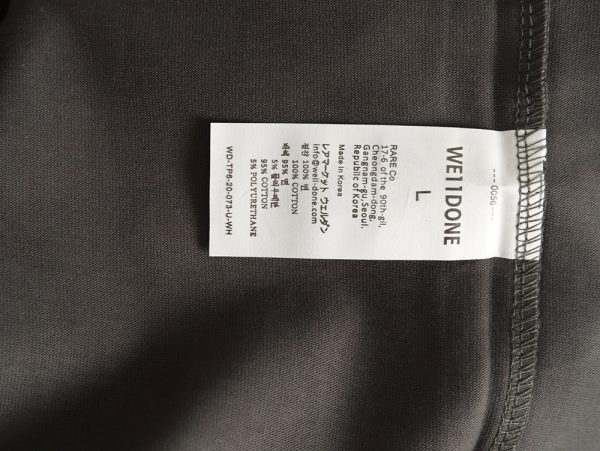 ---0056---
WE11DONE
L
RARE Co.
17-6 of the 90th-gil,
Cheongdam-dong,
Gangnam-gu, Seoul.
Republic of Korea
Made in Korea
レアマーケット ウェルダン
info@well-done.com
겉감 100% 면
100% COTTON
배색 95% 면
5% 폴리우레탄
95% COTTON
5% POLYURETHANE
WD-TP6-20-073-U-WH